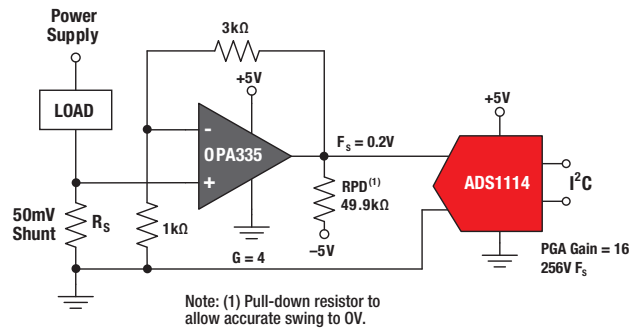 Power
Supply
LOAD
50mV
Shunt
RS
3kΩ
+5V
-
OPA335
+
1kΩ
G = 4
FS = 0.2V
RPD(1)
49.9kΩ
–5V
+5V
ADS1114
I2C
PGA Gain = 16
256V FS
Note: (1) Pull-down resistor to
allow accurate swing to 0V.